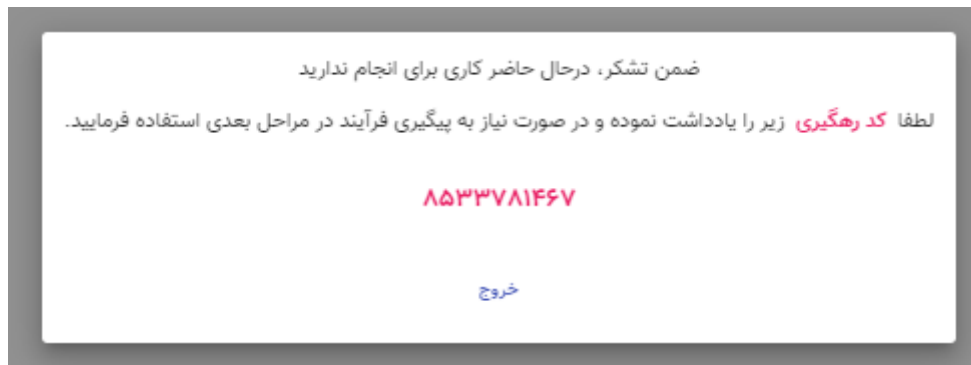 ضمن تشکر، درحال حاضر کاری برای انجام ندارید
لطفا کد رهگیری زیر را یادداشت نموده و در صورت نیاز به پیگیری فرآیند در مراحل بعدی استفاده فرمایید.
۸۵۳۳۷۸۱۴۶۷
خروج